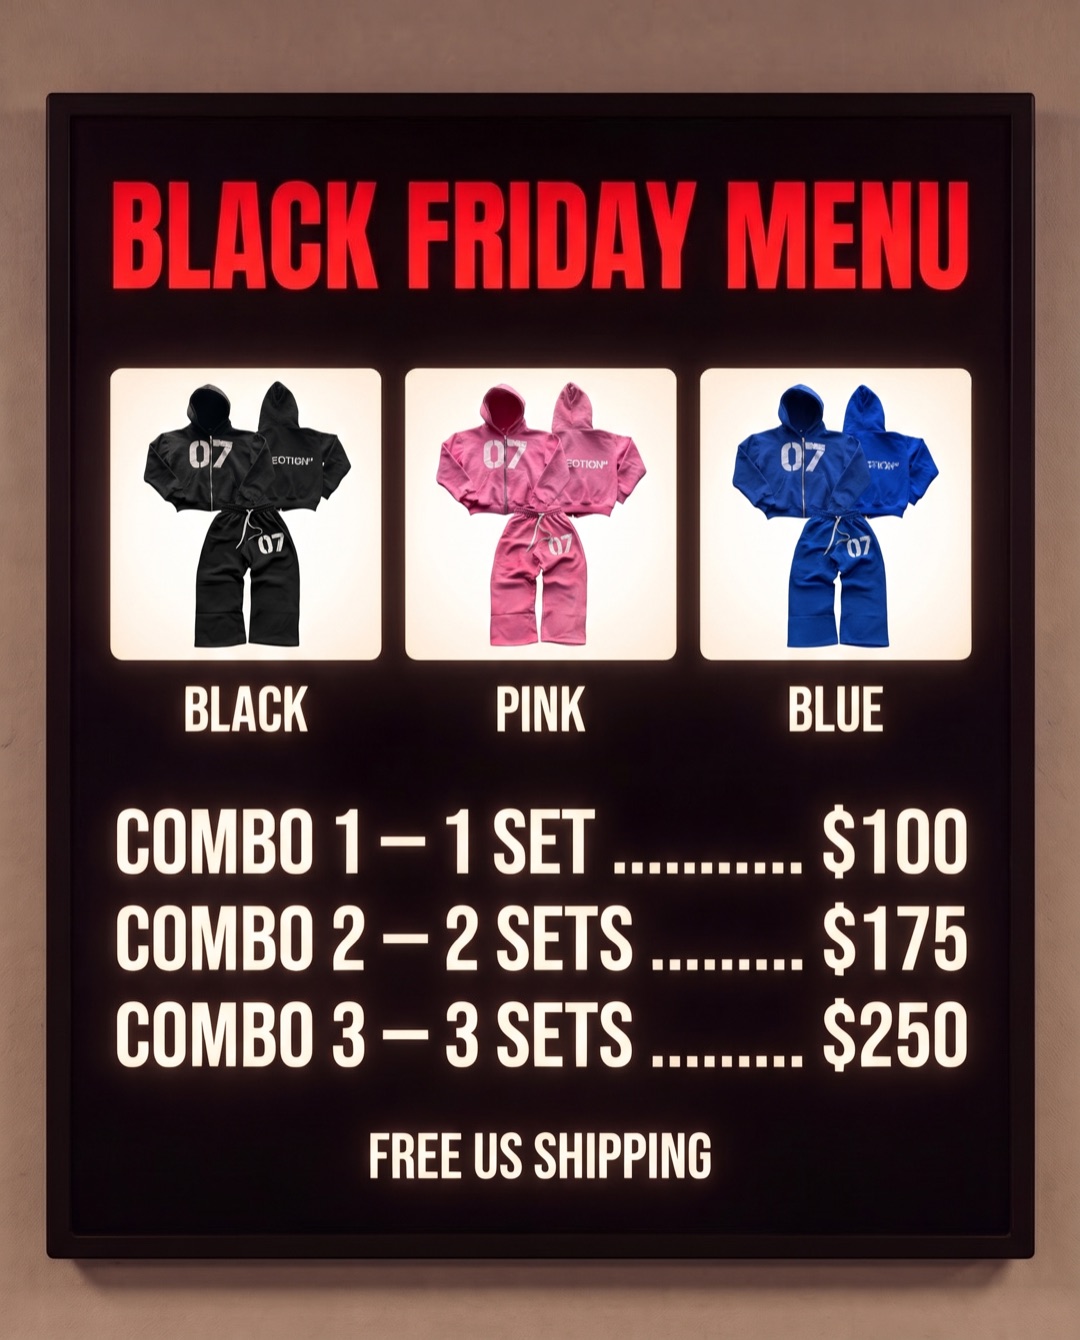 BLACK FRIDAY MENU
07
07
07
07
07
07
BLACK
PINK
BLUE
COMBO 1 – 1 SET ........... $100
COMBO 2 – 2 SETS ......... $175
COMBO 3 – 3 SETS ......... $250
FREE US SHIPPING